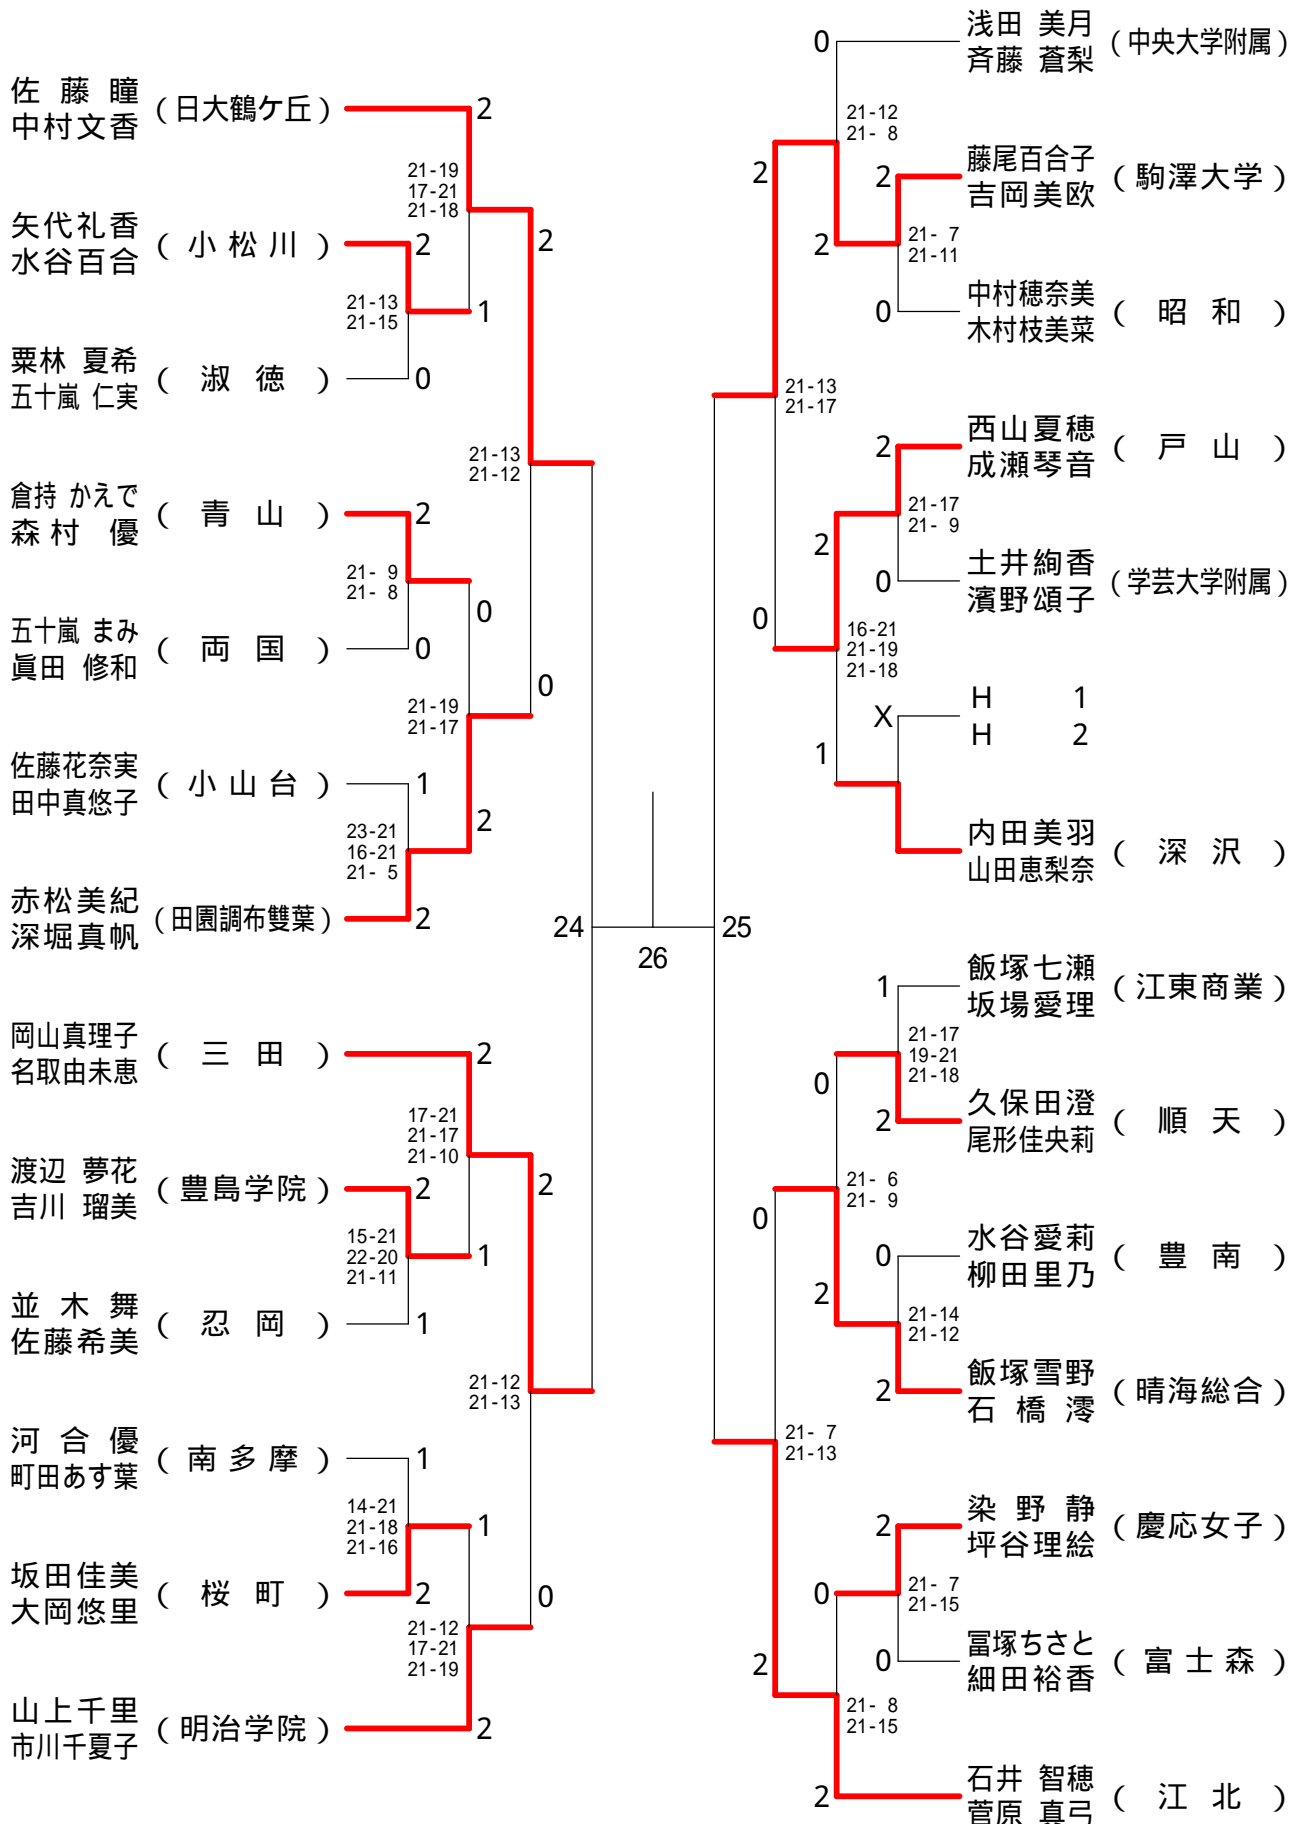 佐藤瞳
中村文香
(日大鶴ケ丘)
2
21-19
17-21
21-18
2
矢代礼香
水谷百合
(小松川)
2
21-13
21-15
1
粟林 夏希
五十嵐 仁実
(淑徳)
0
21-13
21-12
倉持 かえで
森村 優
(青山)
2
21- 9
21- 8
0
五十嵐 まみ
眞田 修和
(両国)
0
0
21-19
21-17
佐藤花奈実
田中真悠子
(小山台)
1
2
23-21
16-21
21- 5
赤松美紀
深堀真帆
(田園調布雙葉)
2
24
26
25
岡山真理子
名取由未恵
(三田)
2
17-21
21-17
21-10
2
渡辺 夢花
吉川 瑠美
(豊島学院)
2
15-21
22-20
21-11
1
並木舞
佐藤希美
(忍岡)
1
21-12
21-13
河合優
町田あす葉
(南多摩)
1
14-21
21-18
21-16
1
坂田佳美
大岡悠里
(桜町)
2
0
21-12
17-21
21-19
山上千里
市川千夏子
(明治学院)
2
0
浅田 美月
斉藤 蒼梨
(中央大学附属)
21-12
21- 8
2
2
藤尾百合子
吉岡美欧
(駒澤大学)
2
21- 7
21-11
0
中村穂奈美
木村枝美菜
(昭和)
21-13
21-17
2
西山夏穂
成瀬琴音
(戸山)
21-17
21- 9
2
0
土井絢香
濱野頌子
(学芸大学附属)
0
16-21
21-19
21-18
X
H 1
H 2
1
内田美羽
山田恵梨奈
(深沢)
1
飯塚七瀬
坂場愛理
(江東商業)
21-17
19-21
21-18
0
2
久保田澄
尾形佳央莉
(順天)
21- 6
21- 9
0
0
水谷愛莉
柳田里乃
(豊南)
2
21-14
21-12
2
飯塚雪野
石橋澪
(晴海総合)
21- 7
21-13
2
染野静
坪谷理絵
(慶応女子)
21- 7
21-15
0
0
冨塚ちさと
細田裕香
(富士森)
2
21- 8
21-15
2
石井 智穂
菅原 真弓
(江北)